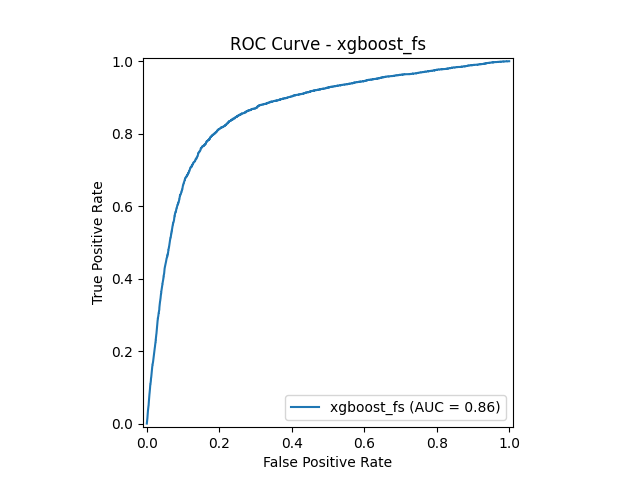 ROC Curve - xgboost_fs
1.0
0.8
0.6
0.4
0.2
0.0
True Positive Rate
xgboost_fs (AUC = 0.86)
0.0 0.2 0.4 0.6 0.8 1.0
False Positive Rate